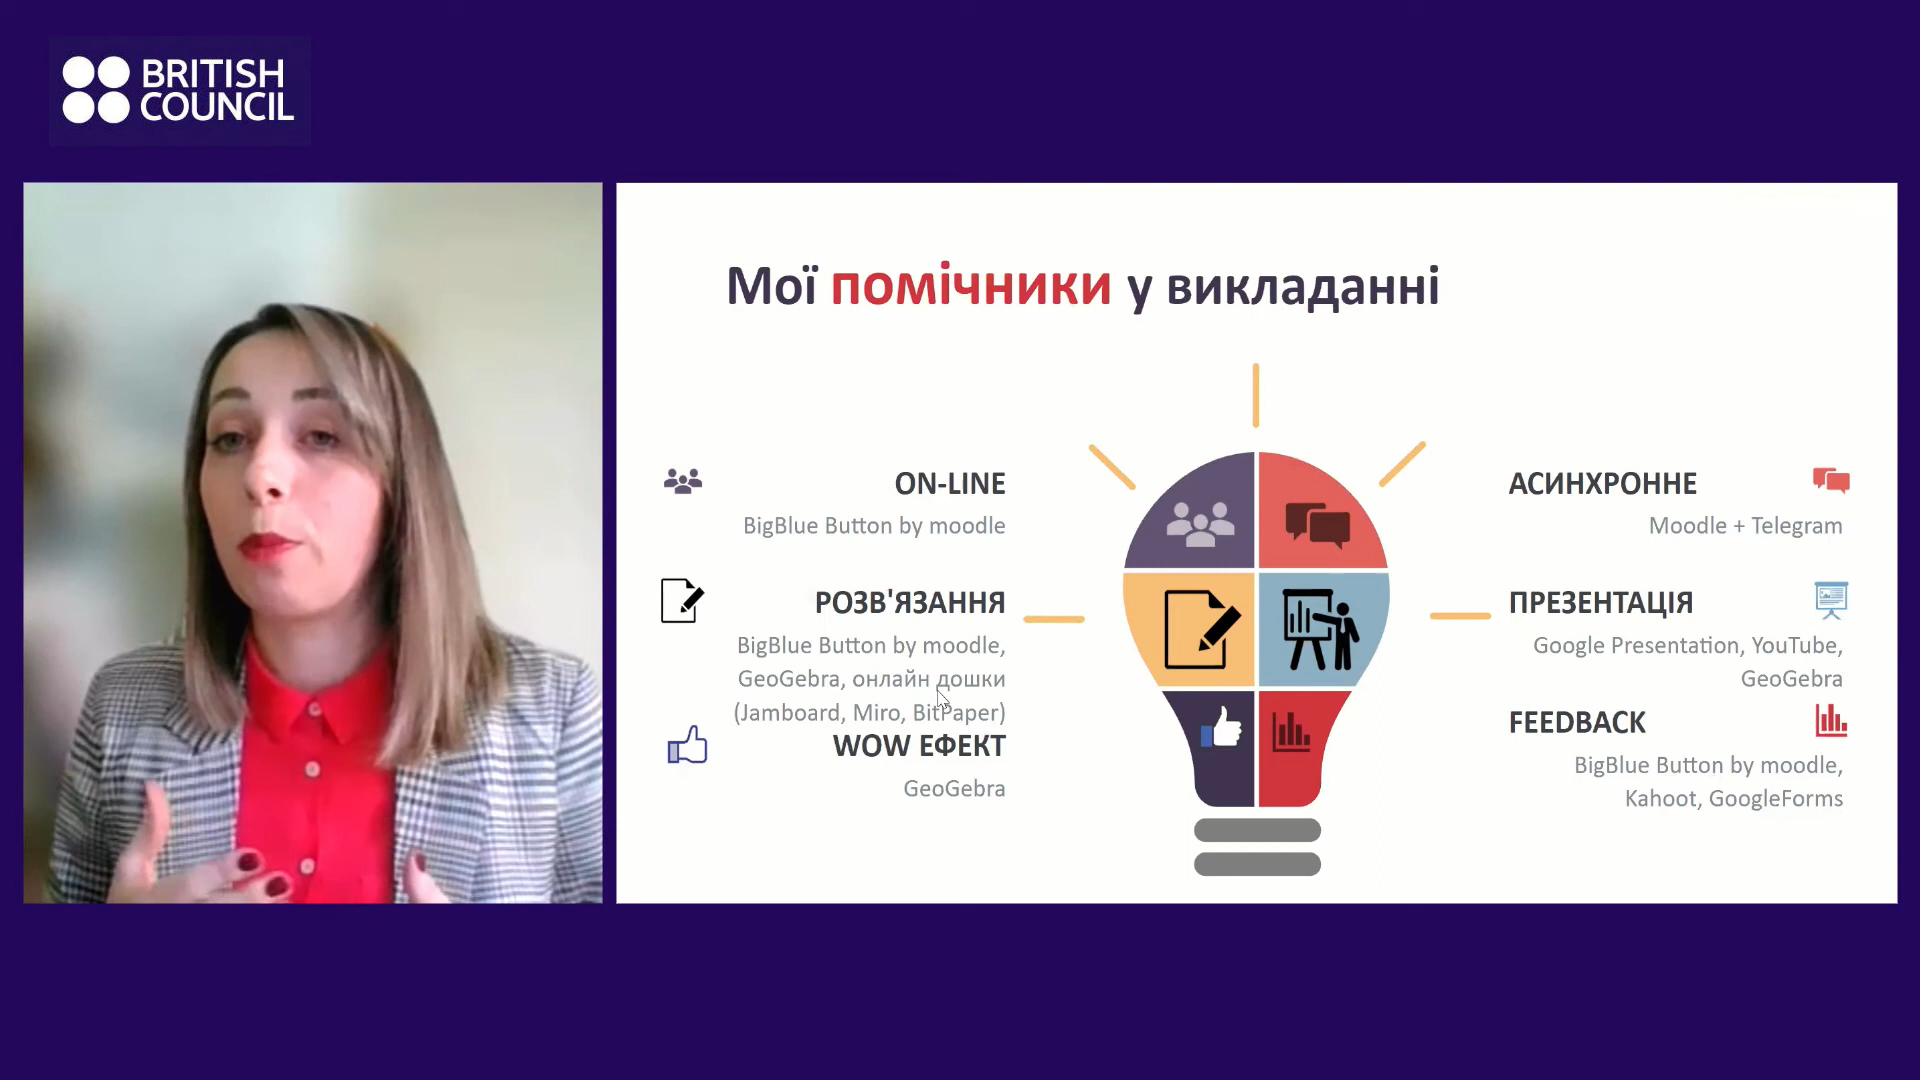 BRITISH
COUNCIL
Мої помічники у викладанні
ON-LINE
BigBlue Button by moodle
РОЗВ'ЯЗАННЯ
BigBlue Button by moodle,
GeoGebra, онлайн дошки
(Jamboard, Miro, BitPaper)
WOW ЕФЕКТ
GeoGebra
АСИНХРОННЕ
Moodle + Telegram
ПРЕЗЕНТАЦІЯ
Google Presentation, YouTube,
GeoGebra
FEEDBACK
BigBlue Button by moodle,
Kahoot, GoogleForms